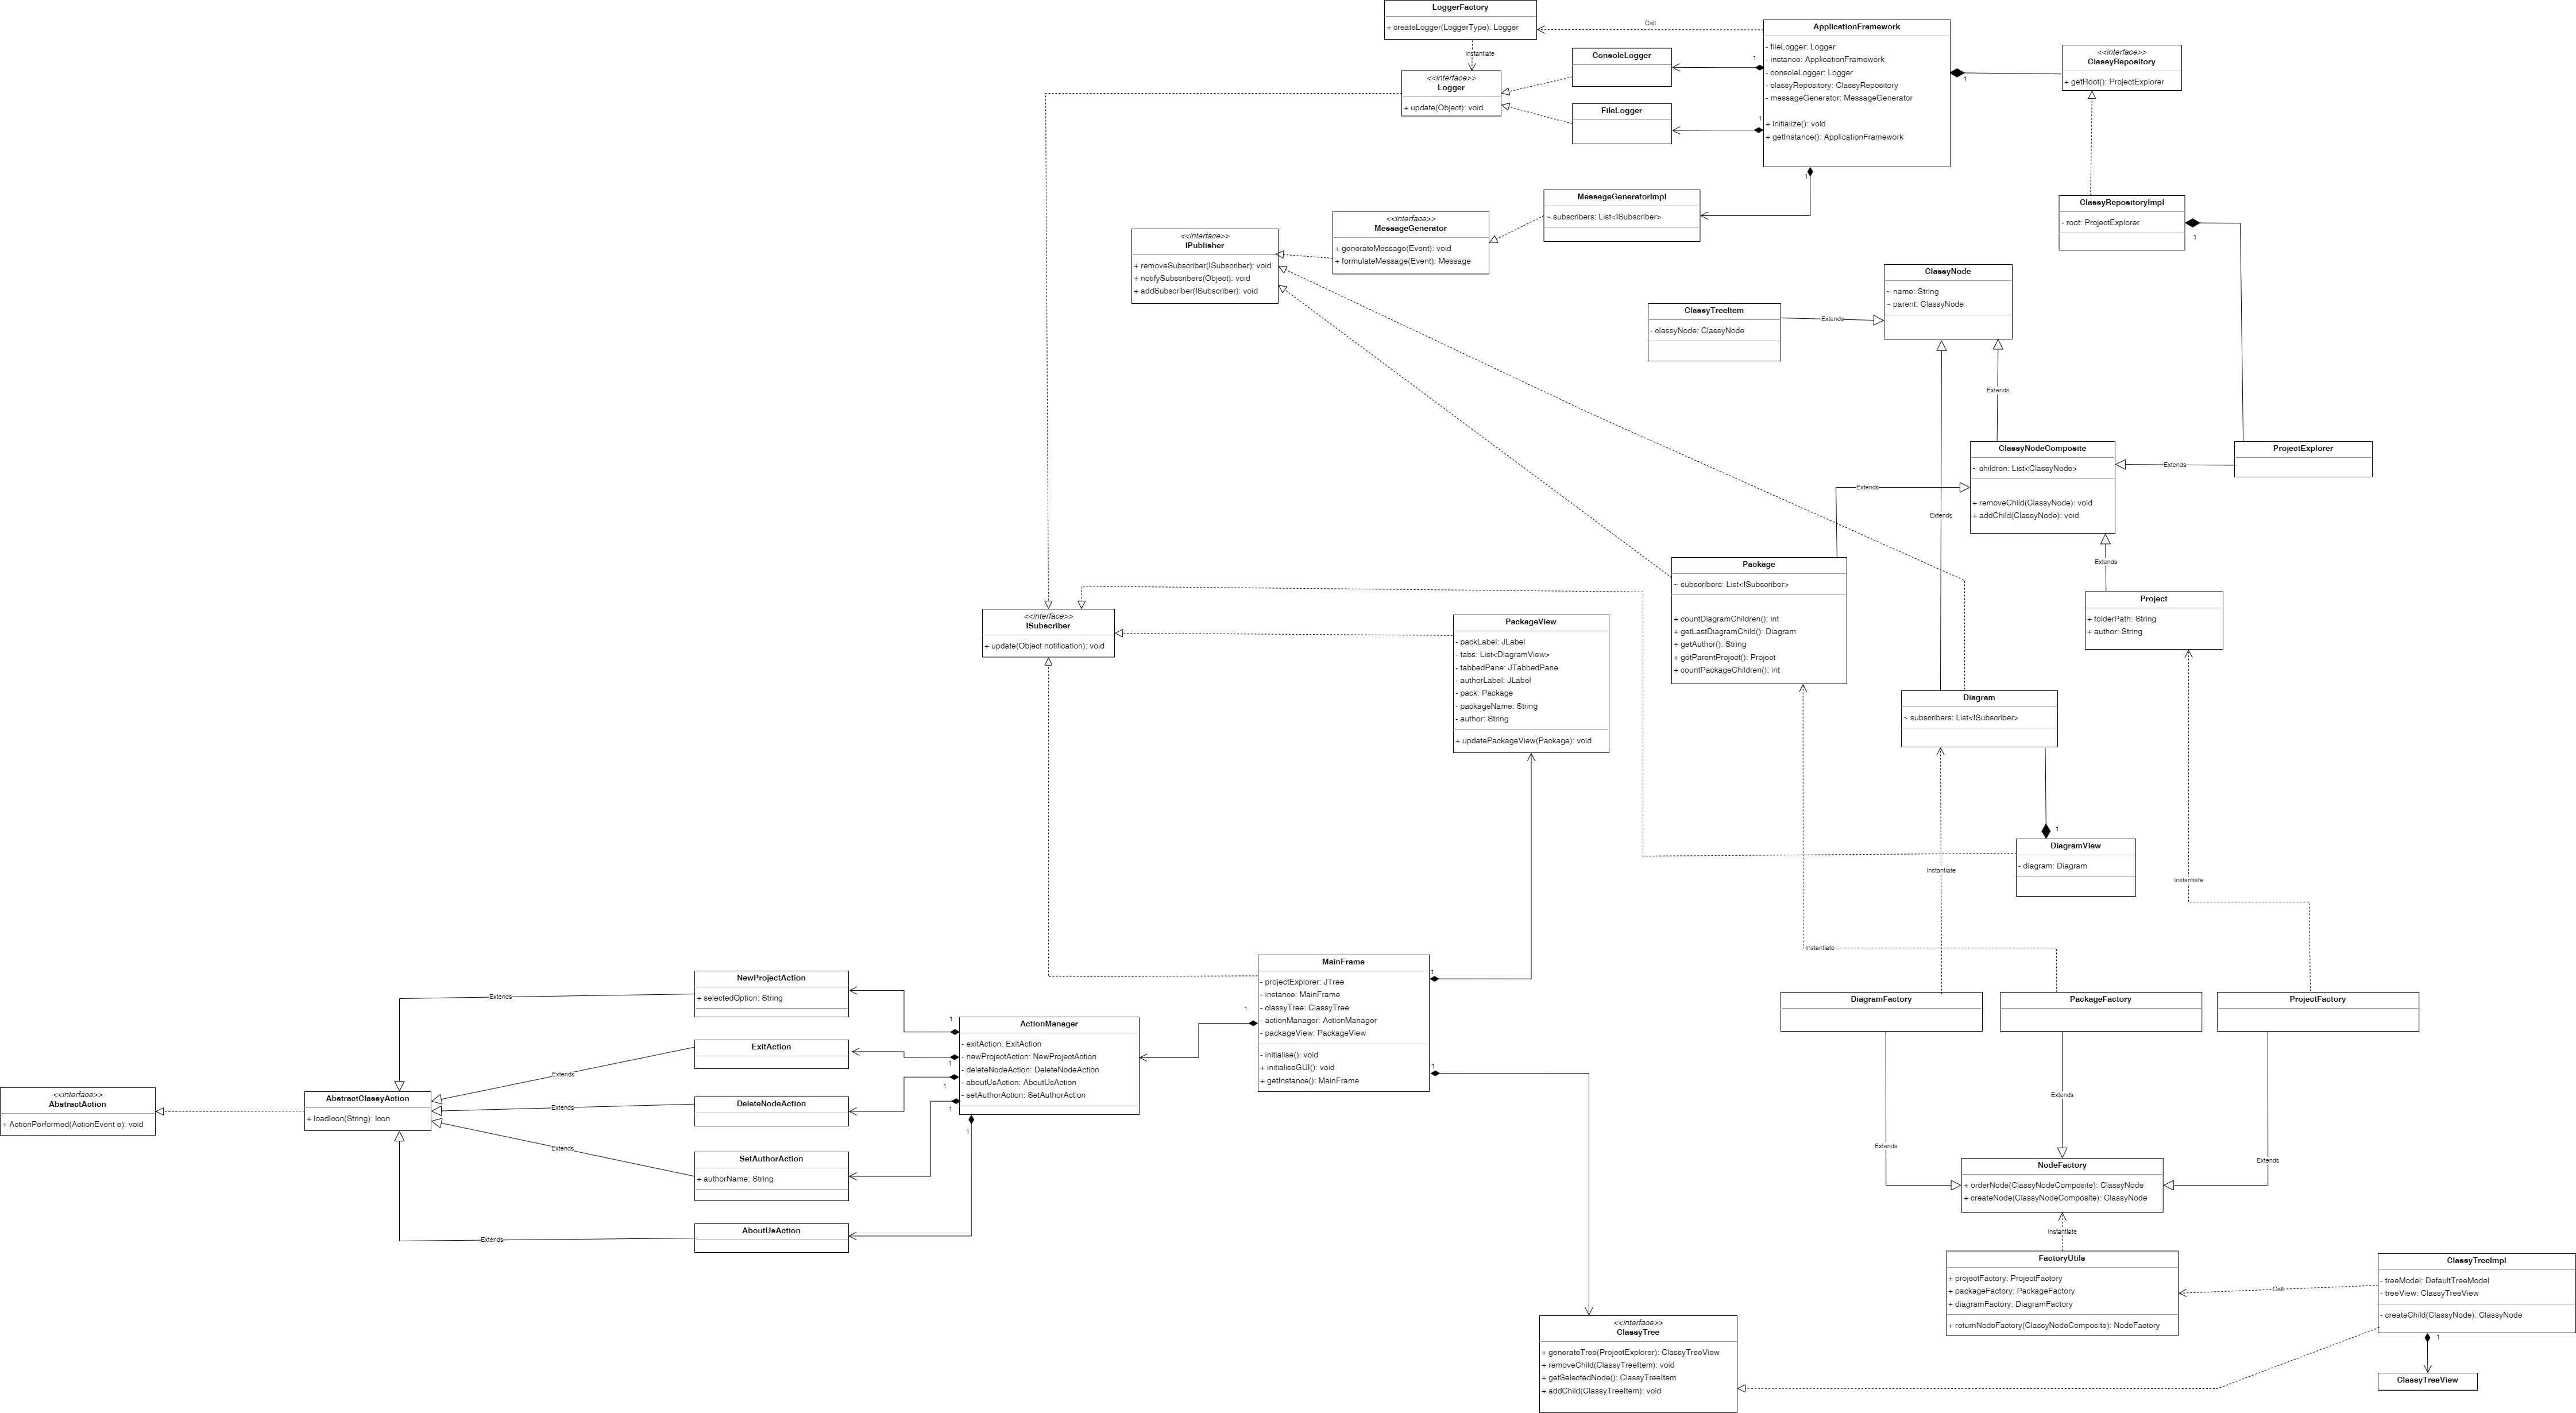 LoggerFactory
+ createLogger(LoggerType): Logger
Call
Instantiate
<<interface>>
Logger
+ update(Object): void
ConsoleLogger
FileLogger
1
1
ApplicationFramework
- fileLogger: Logger
- instance: ApplicationFramework
- consoleLogger: Logger
- classyRepository: ClassyRepository
- messageGenerator: MessageGenerator
+ initialize(): void
+ getInstance(): ApplicationFramework
1
1
<<interface>>
ClassyRepository
+ getRoot(): ProjectExplorer
MessageGeneratorImpl
~ subscribers: List<ISubscriber>
<<interface>>
MessageGenerator
+ generateMessage(Event): void
+ formulateMessage(Event): Message
<<interface>>
IPublisher
+ removeSubscriber(ISubscriber): void
+ notifySubscribers(Object): void
+ addSubscriber(ISubscriber): void
ClassyRepositoryImpl
- root: ProjectExplorer
1
ClassyNode
~ name: String
~ parent: ClassyNode
ClassyTreeItem
- classyNode: ClassyNode
Extends
Extends
ClassyNodeComposite
~ children: List<ClassyNode>
+ removeChild(ClassyNode): void
+ addChild(ClassyNode): void
Extends
ProjectExplorer
Extends
Extends
Extends
Package
~ subscribers: List<ISubscriber>
+ countDiagramChildren(): int
+ getLastDiagramChild(): Diagram
+ getAuthor(): String
+ getParentProject(): Project
+ countPackageChildren(): int
Project
+ folderPath: String
+ author: String
<<interface>>
ISubscriber
+ update(Object notification): void
PackageView
- packLabel: JLabel
- tabs: List<DiagramView>
- tabbedPane: JTabbedPane
- authorLabel: JLabel
- pack: Package
- packageName: String
- author: String
+ updatePackageView(Package): void
Diagram
~ subscribers: List<ISubscriber>
1
DiagramView
- diagram: Diagram
Instantiate
Instantiate
Instantiate
MainFrame
- projectExplorer: JTree
- instance: MainFrame
- classyTree: ClassyTree
- actionManager: ActionManager
- packageView: PackageView
- initialise(): void
+ initialiseGUI(): void
+ getInstance(): MainFrame
1
1
1
NewProjectAction
+ selectedOption: String
Extends
ExitAction
Extends
DeleteNodeAction
Extends
SetAuthorAction
+ authorName: String
Extends
AboutUsAction
Extends
ActionManager
- exitAction: ExitAction
- newProjectAction: NewProjectAction
- deleteNodeAction: DeleteNodeAction
- aboutUsAction: AboutUsAction
- setAuthorAction: SetAuthorAction
1
1
1
1
1
<<interface>>
AbstractAction
+ ActionPerformed(ActionEvent e): void
AbstractClassyAction
+ loadIcon(String): Icon
DiagramFactory
PackageFactory
ProjectFactory
Extends
Extends
Extends
NodeFactory
+ orderNode(ClassyNodeComposite): ClassyNode
+ createNode(ClassyNodeComposite): ClassyNode
Instantiate
FactoryUtils
+ projectFactory: ProjectFactory
+ packageFactory: PackageFactory
+ diagramFactory: DiagramFactory
+ returnNodeFactory(ClassyNodeComposite): NodeFactory
Call
ClassyTreeImpl
- treeModel: DefaultTreeModel
- treeView: ClassyTreeView
- createChild(ClassyNode): ClassyNode
1
ClassyTreeView
<<interface>>
ClassyTree
+ generateTree(ProjectExplorer): ClassyTreeView
+ removeChild(ClassyTreeItem): void
+ getSelectedNode(): ClassyTreeItem
+ addChild(ClassyTreeItem): void